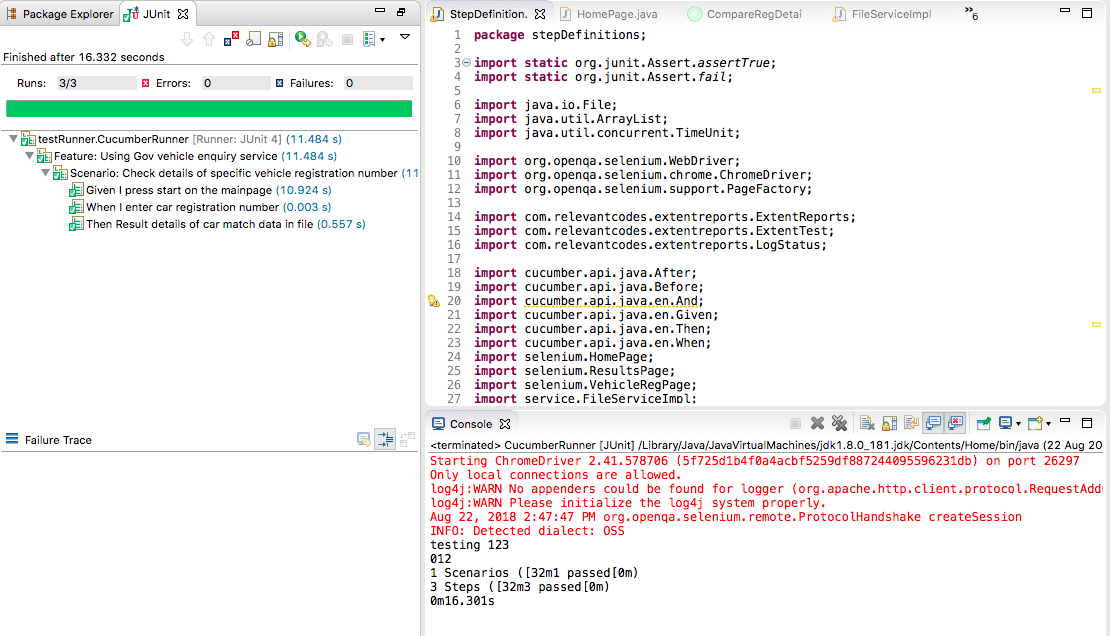 Package Explorer
JUnit
Finished after 16.332 seconds
Runs: 3/3 Errors: 0 Failures: 0
testRunner.CucumberRunner [Runner: JUnit 4] (11.484 s)
Feature: Using Gov vehicle enquiry service (11.484 s)
Scenario: Check details of specific vehicle registration number (11
Given I press start on the mainpage (10.924 s)
When I enter car registration number (0.003 s)
Then Result details of car match data in file (0.557 s)
Failure Trace
StepDefinition. HomePage.java CompareRegDetai FileServiceImpl »6
1 package stepDefinitions;
2
3 import static org.junit.Assert.assertTrue;
4 import static org.junit.Assert.fail;
5
6 import java.io.File;
7 import java.util.ArrayList;
8 import java.util.concurrent.TimeUnit;
9
10 import org.openqa.selenium.WebDriver;
11 import org.openqa.selenium.chrome.ChromeDriver;
12 import org.openqa.selenium.support.PageFactory;
13
14 import com.relevantcodes.extentreports.ExtentReports;
15 import com.relevantcodes.extentreports.ExtentTest;
16 import com.relevantcodes.extentreports.LogStatus;
17
18 import cucumber.api.java.After;
19 import cucumber.api.java.Before;
20 import cucumber.api.java.en.And;
21 import cucumber.api.java.en.Given;
22 import cucumber.api.java.en.Then;
23 import cucumber.api.java.en.When;
24 import selenium.HomePage;
25 import selenium.ResultsPage;
26 import selenium.VehicleRegPage;
27 import service.FileServiceImpl;
Console
<terminated> CucumberRunner [JUnit] /Library/Java/JavaVirtualMachines/jdk1.8.0_181.jdk/Contents/Home/bin/java (22 Aug 20
Starting ChromeDriver 2.41.578706 (5f725d1b4f0a4acbf5259df887244095596231db) on port 26297
Only local connections are allowed.
log4j:WARN No appenders could be found for logger (org.apache.http.client.protocol.RequestAdd
log4j:WARN Please initialize the log4j system properly.
Aug 22, 2018 2:47:47 PM org.openqa.selenium.remote.ProtocolHandshake createSession
INFO: Detected dialect: OSS
testing 123
012
1 Scenarios ([32m1 passed[0m)
3 Steps ([32m3 passed[0m)
0m16.301s